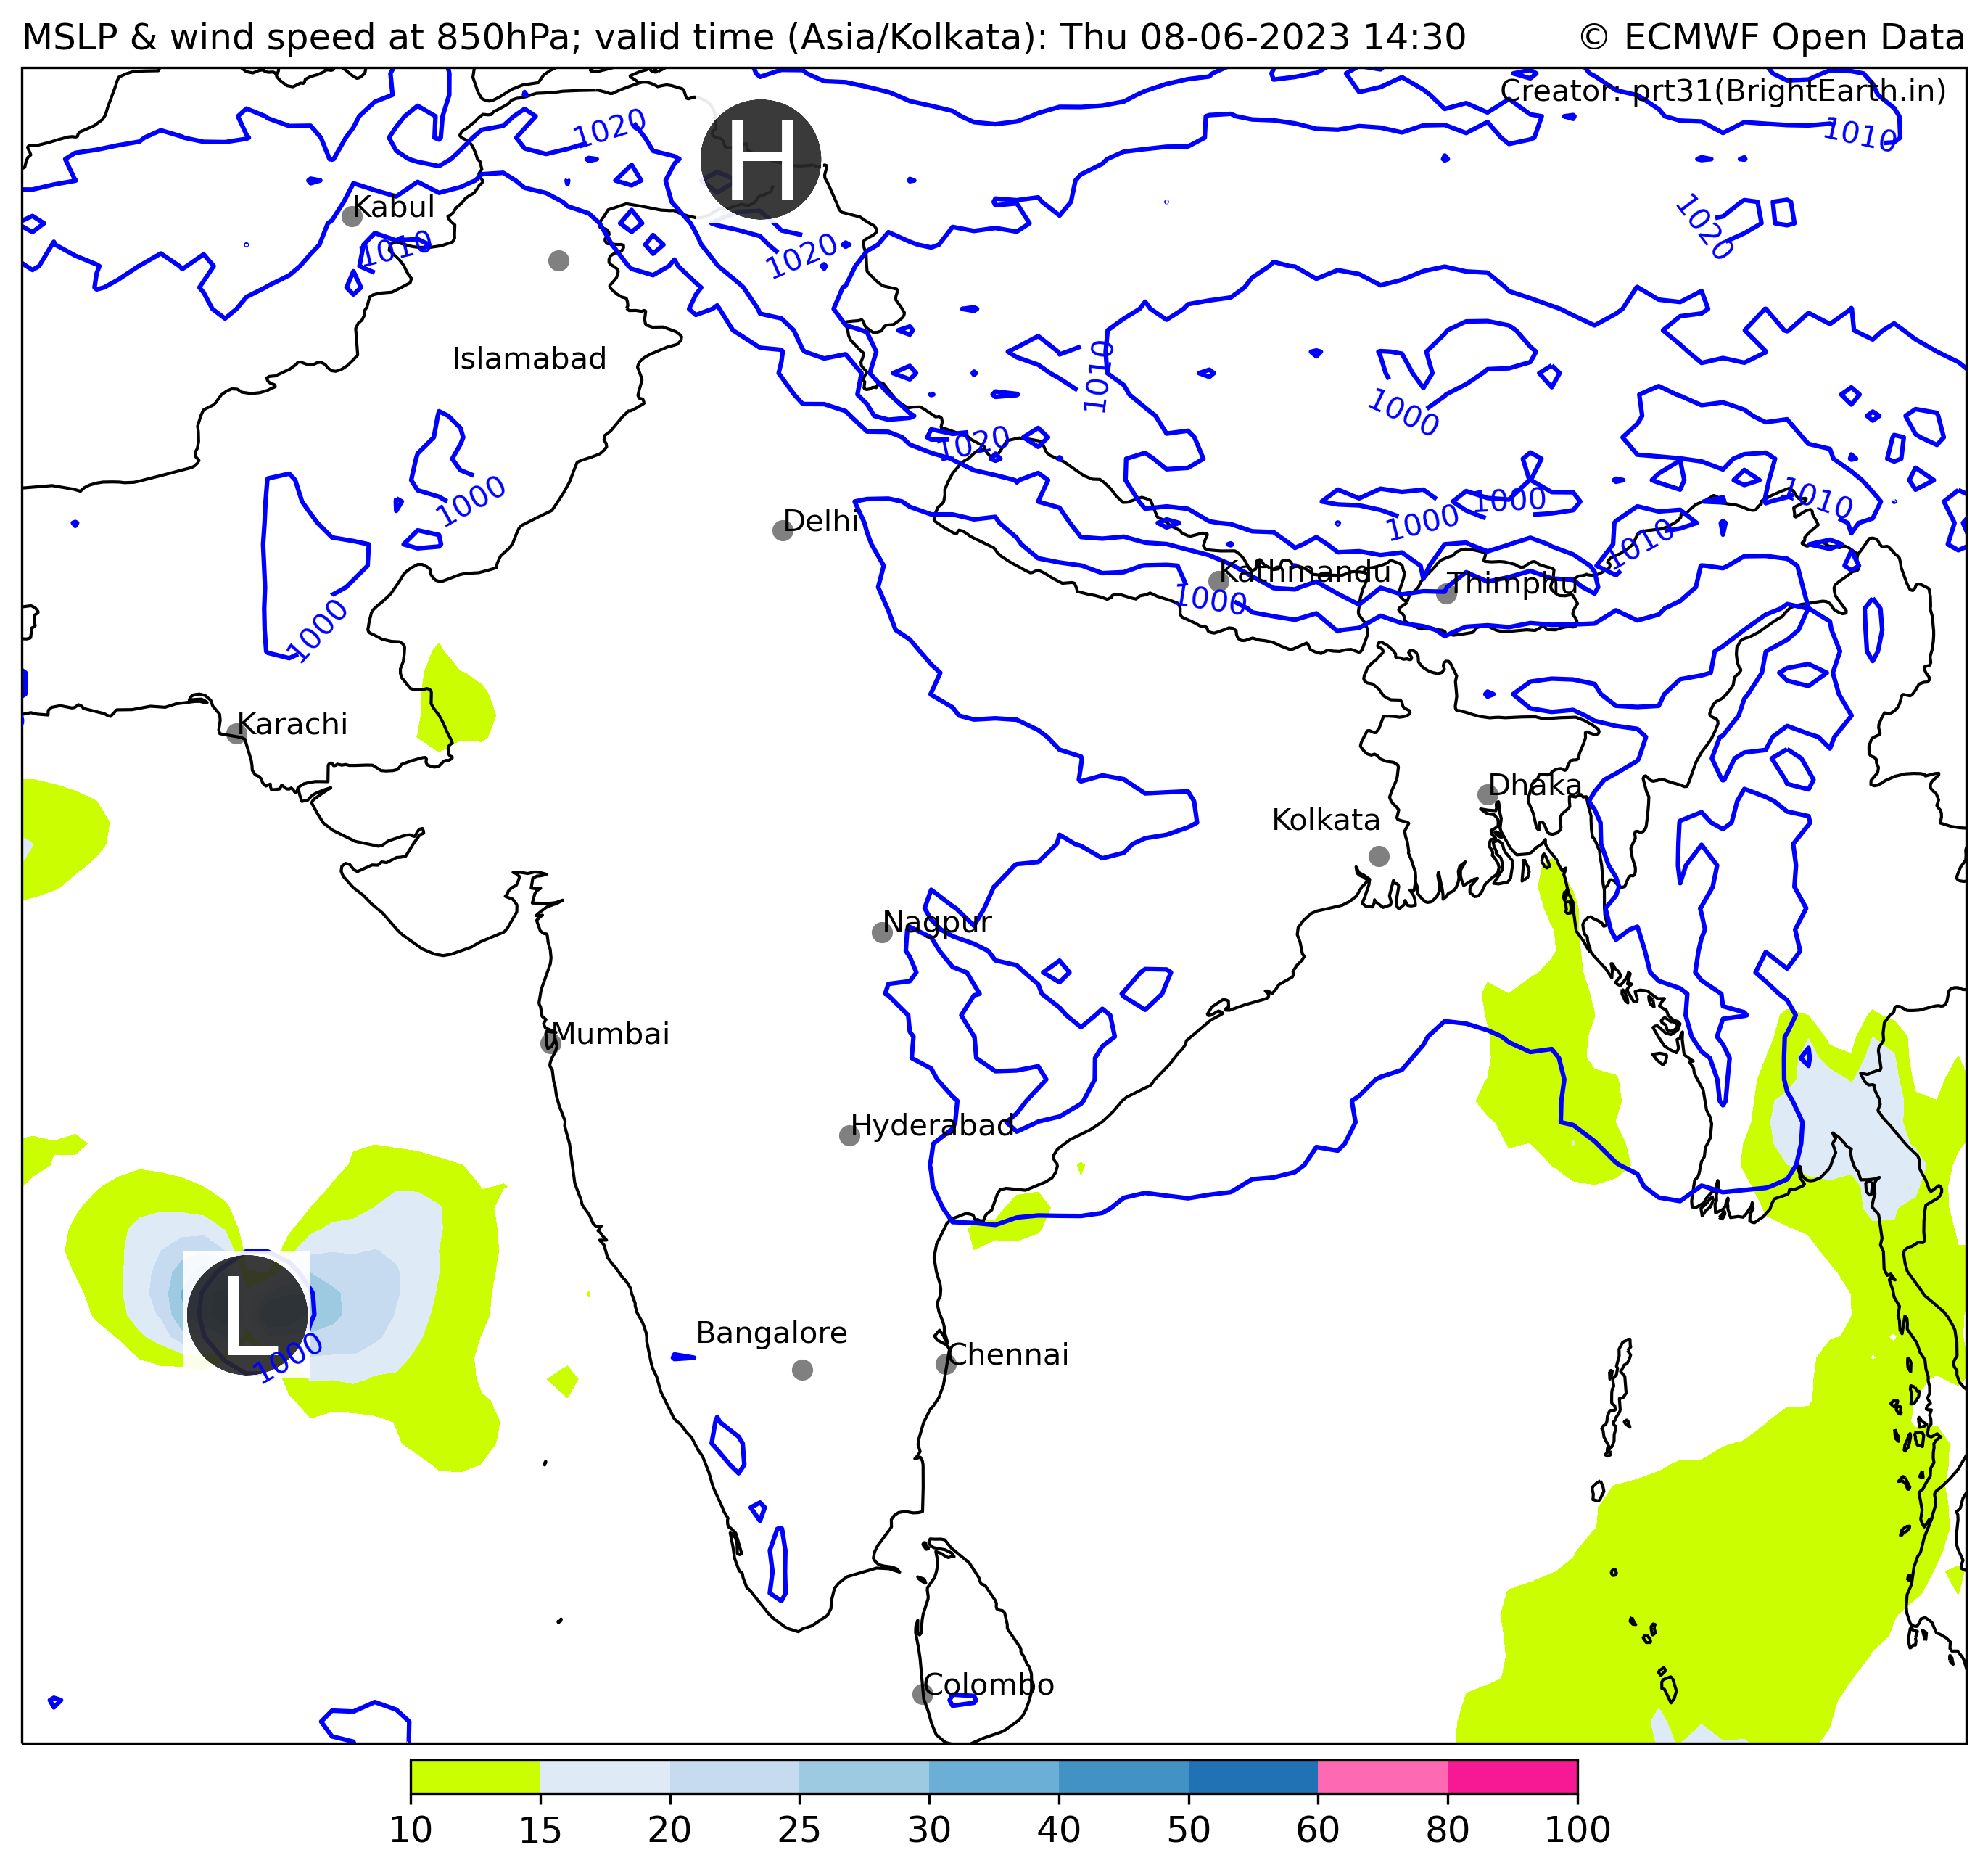 MSLP & wind speed at 850hPa; valid time (Asia/Kolkata): Thu 08-06-2023 14:30
© ECMWF Open Data
Creator: prt31(BrightEarth.in)
1020
H
1010
Kabul
1020
1010
1020
Islamabad
1010
1000
1020
1000
1010
1000
1000
Delhi
1010
Kathmandu
Thimphu
1000
1000
Karachi
Dhaka
Kolkata
Nagpur
Mumbai
Hyderabad
L
1000
Bangalore
Chennai
Colombo
10 15 20 25 30 40 50 60 80 100